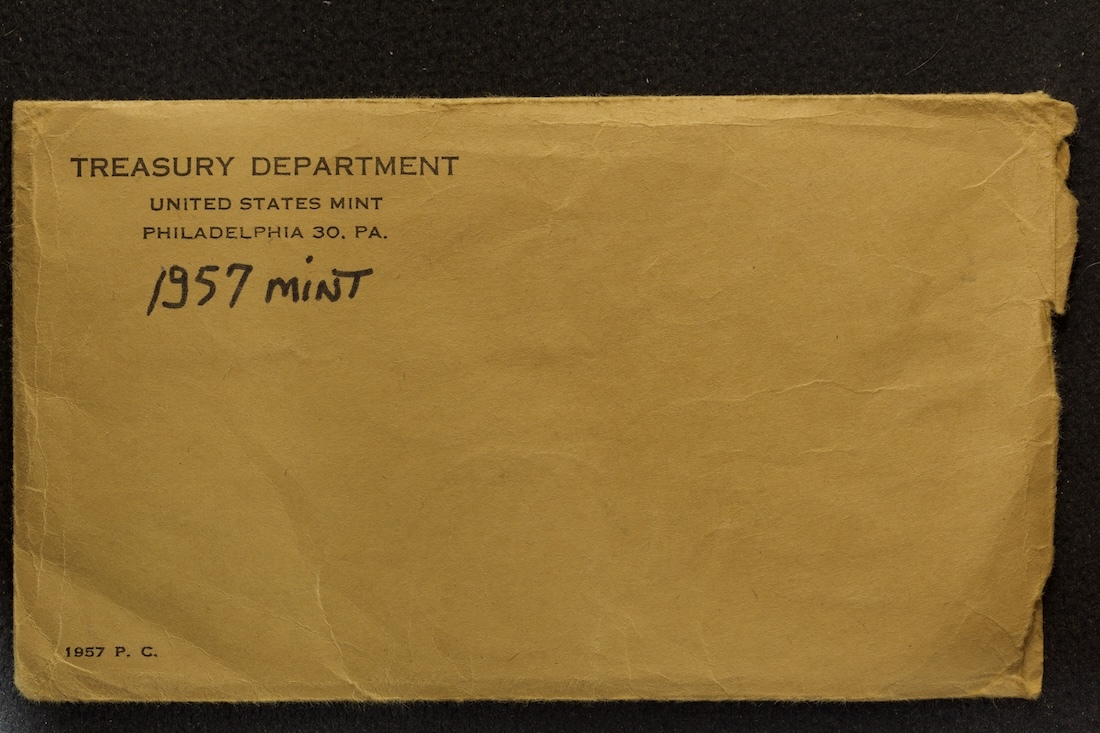 TREASURY DEPARTMENT
UNITED STATES MINT
PHILADELPHIA 30, PA.
1957 MINT
1957 P. C.